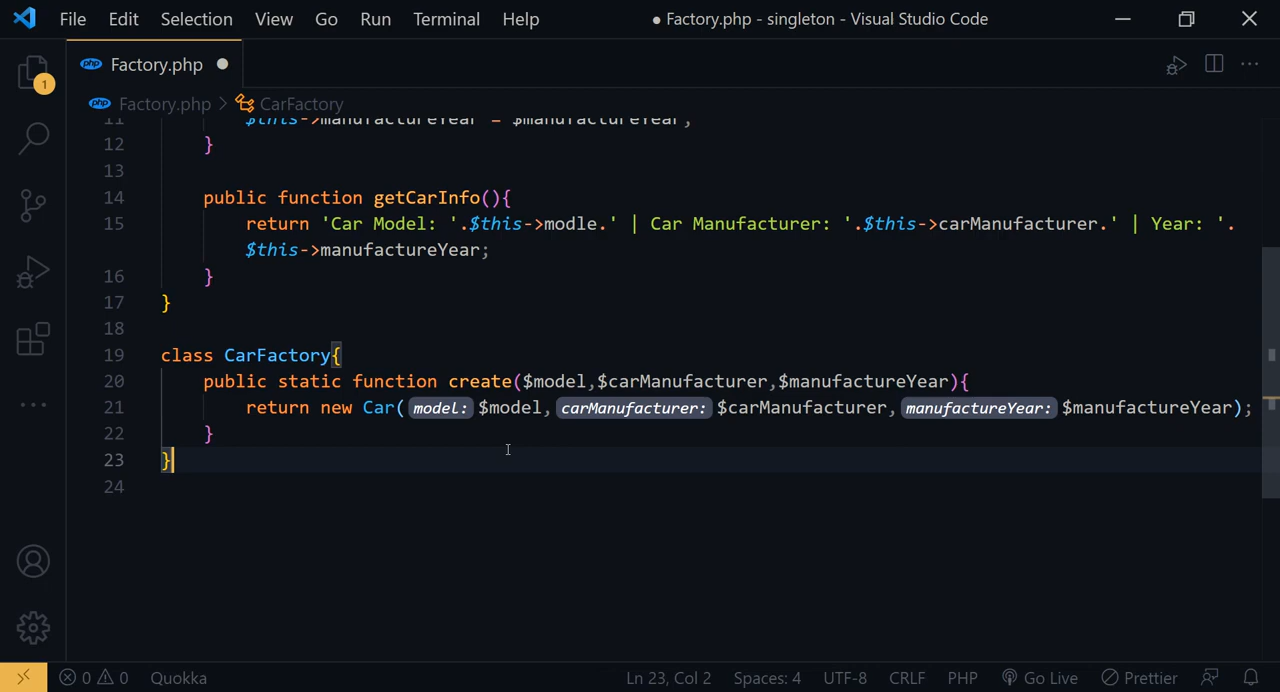 File Edit Selection View Go Run Terminal Help ● Factory.php - singleton - Visual Studio Code
1
php Factory.php
php Factory.php > CarFactory
11 $this->manufactureYear = $manufactureYear;
12 }
13
14 public function getCarInfo(){
15 return 'Car Model: '.$this->modle.' | Car Manufacturer: '.$this->carManufacturer.' | Year: '.
$this->manufactureYear;
16 }
17 }
18
19 class CarFactory{
20 public static function create($model,$carManufacturer,$manufactureYear){
21 return new Car(model: $model, carManufacturer: $carManufacturer, manufactureYear: $manufactureYear);
22 }
23 }
24
0 0 Quokka Ln 23, Col 2 Spaces: 4 UTF-8 CRLF PHP Go Live Prettier